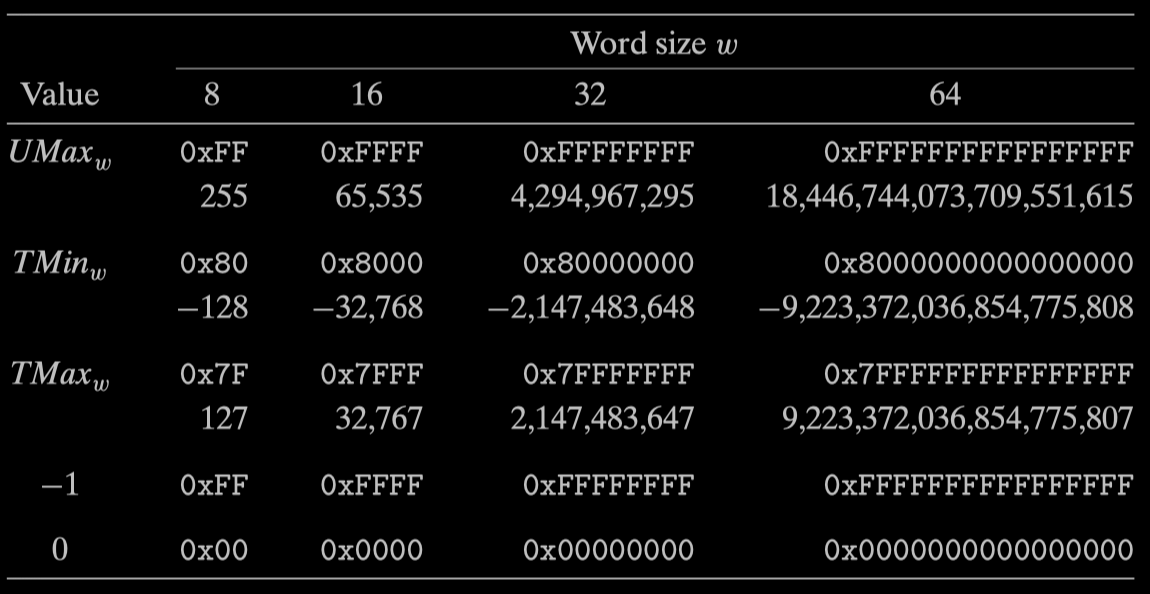 Word size w
Value 8 16 32 64
UMax_w 0xFF 0xFFFF 0xFFFFFFFF 0xFFFFFFFFFFFFFFFF
255 65,535 4,294,967,295 18,446,744,073,709,551,615
TMin_w 0x80 0x8000 0x80000000 0x8000000000000000
−128 −32,768 −2,147,483,648 −9,223,372,036,854,775,808
TMax_w 0x7F 0x7FFF 0x7FFFFFFF 0x7FFFFFFFFFFFFFFF
127 32,767 2,147,483,647 9,223,372,036,854,775,807
−1 0xFF 0xFFFF 0xFFFFFFFF 0xFFFFFFFFFFFFFFFF
0 0x00 0x0000 0x00000000 0x0000000000000000